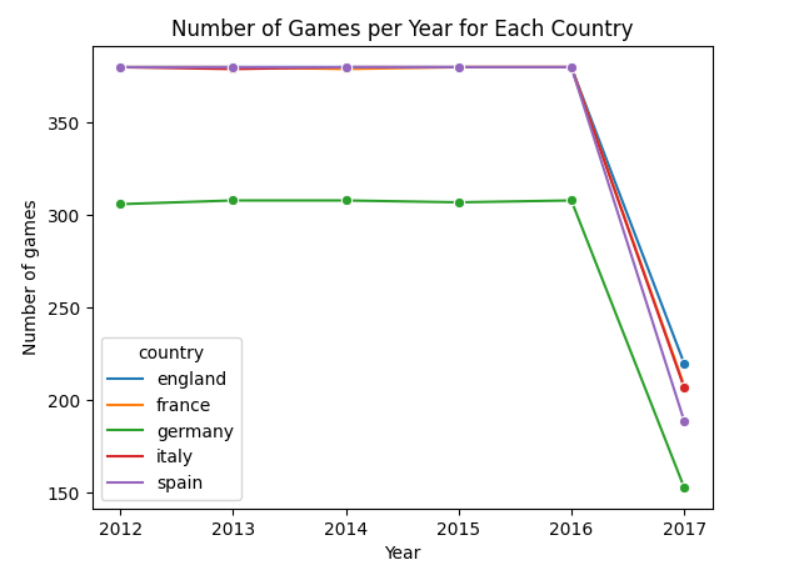 Number of Games per Year for Each Country
350
300
250
200
150
Number of games
country
england
france
germany
italy
spain
2012 2013 2014 2015 2016 2017
Year